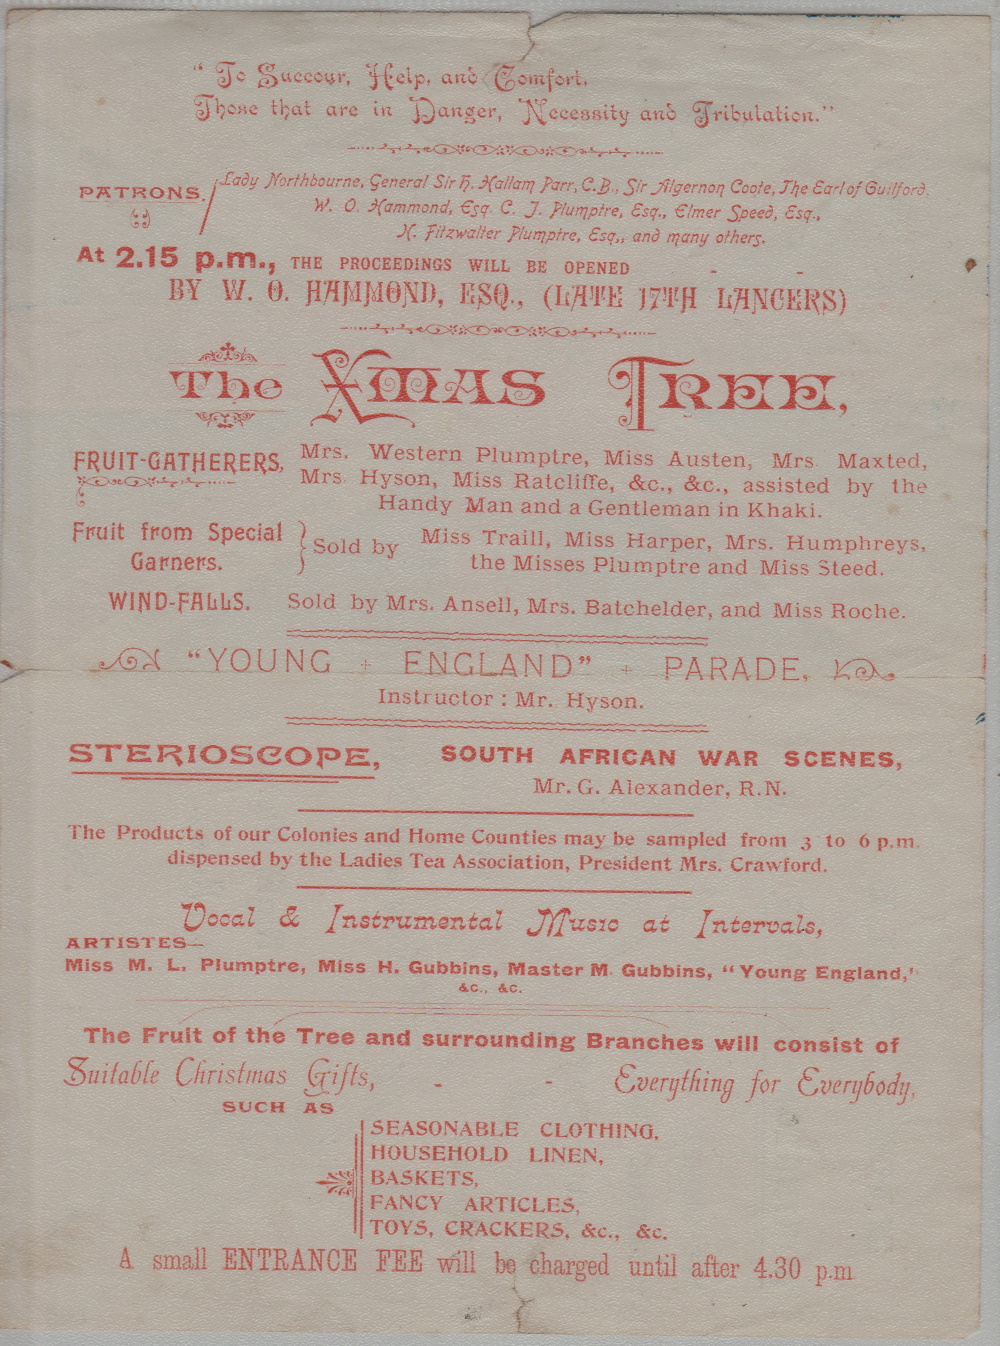 “ To Succour, Help, and Comfort,
Those that are in Danger, Necessity and Tribulation.”
PATRONS. Lady Northbourne, General Sir H. Hallam Parr, C.B., Sir Algernon Coote, The Earl of Guilford,
W. O. Hammond, Esq. C. J. Plumptre, Esq., Elmer Speed, Esq.,
H. Fitzwalter Plumptre, Esq,, and many others.
At 2.15 p.m., THE PROCEEDINGS WILL BE OPENED - -
BY W. O. HAMMOND, ESQ., (LATE 17TH LANCERS)
The XMAS TREE,
FRUIT-GATHERERS, Mrs. Western Plumptre, Miss Austen, Mrs. Maxted,
Mrs. Hyson, Miss Ratcliffe, &c., &c., assisted by the
Handy Man and a Gentleman in Khaki.
Fruit from Special Garners. } Sold by Miss Traill, Miss Harper, Mrs. Humphreys,
the Misses Plumptre and Miss Steed.
WIND-FALLS. Sold by Mrs. Ansell, Mrs. Batchelder, and Miss Roche.
“YOUNG + ENGLAND” + PARADE,
Instructor : Mr. Hyson.
STERIOSCOPE, SOUTH AFRICAN WAR SCENES,
Mr. G. Alexander, R.N.
The Products of our Colonies and Home Counties may be sampled from 3 to 6 p.m.
dispensed by the Ladies Tea Association, President Mrs. Crawford.
Vocal & Instrumental Music at Intervals,
ARTISTES—
Miss M. L. Plumptre, Miss H. Gubbins, Master M. Gubbins, “Young England,’
&c., &c.
The Fruit of the Tree and surrounding Branches will consist of
Suitable Christmas Gifts, - - Everything for Everybody,
SUCH AS
SEASONABLE CLOTHING,
HOUSEHOLD LINEN,
BASKETS,
FANCY ARTICLES,
TOYS, CRACKERS, &c., &c.
A small ENTRANCE FEE will be charged until after 4.30 p.m